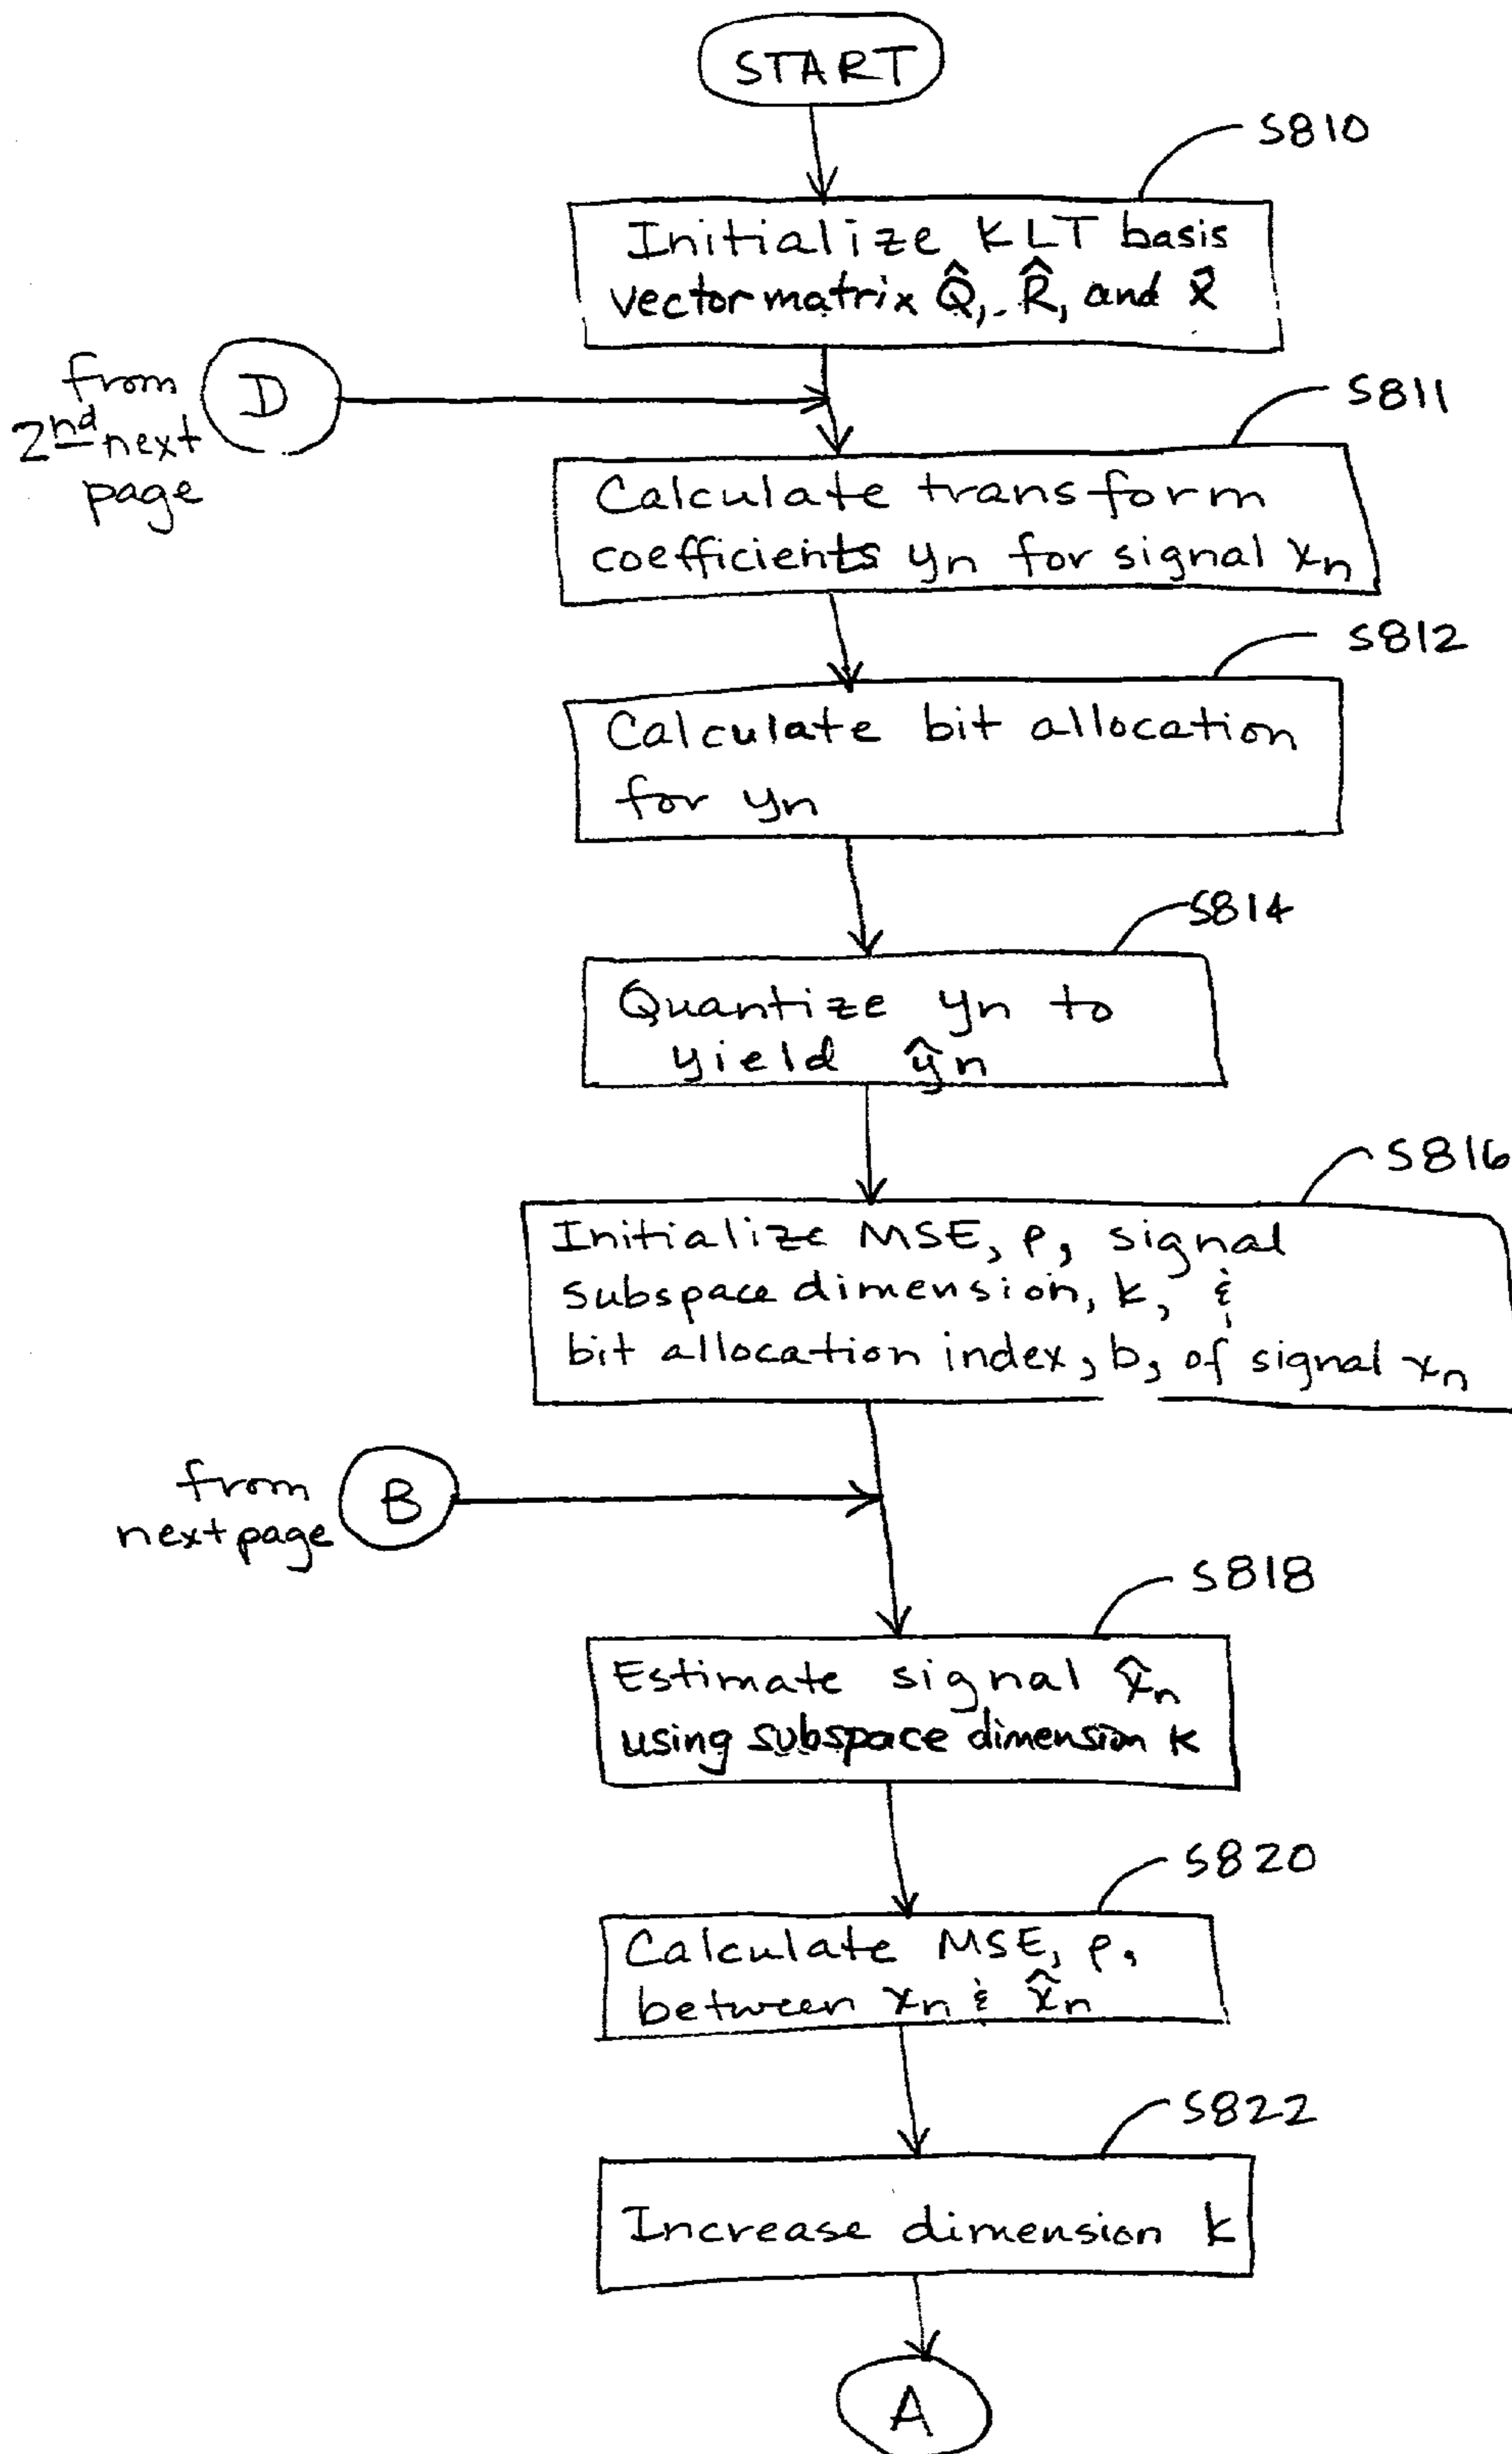 START
S810
Initialize KLT basis
vector matrix Q̂, R̂, and x̂
from
2nd next
page
D
S811
Calculate transform
coefficients yn for signal xn
S812
Calculate bit allocation
for yn
S814
Quantize yn to
yield ŷn
S816
Initialize MSE, ρ, signal
subspace dimension, k, &
bit allocation index, b, of signal xn
from
next page
B
S818
Estimate signal x̂n
using subspace dimension k
S820
Calculate MSE, ρ,
between xn & x̂n
S822
Increase dimension k
A